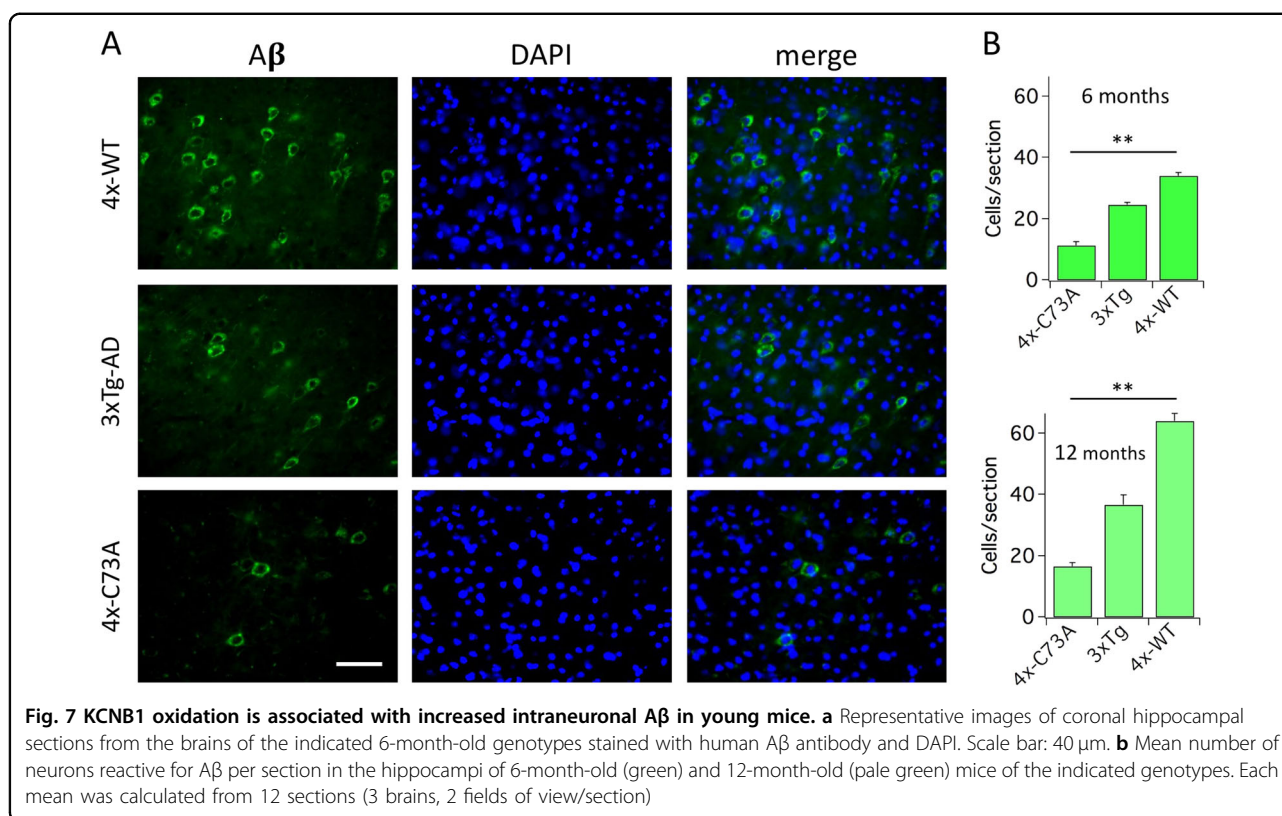 A
Aβ
DAPI
merge
4x-WT
3xTg-AD
4x-C73A
B
60
40
20
0
Cells/section
6 months
**
4x-C73A
3xTg
4x-WT
60
40
20
0
Cells/section
12 months
**
4x-C73A
3xTg
4x-WT
Fig. 7 KCNB1 oxidation is associated with increased intraneuronal Aβ in young mice. a Representative images of coronal hippocampal
sections from the brains of the indicated 6-month-old genotypes stained with human Aβ antibody and DAPI. Scale bar: 40 µm. b Mean number of
neurons reactive for Aβ per section in the hippocampi of 6-month-old (green) and 12-month-old (pale green) mice of the indicated genotypes. Each
mean was calculated from 12 sections (3 brains, 2 fields of view/section)